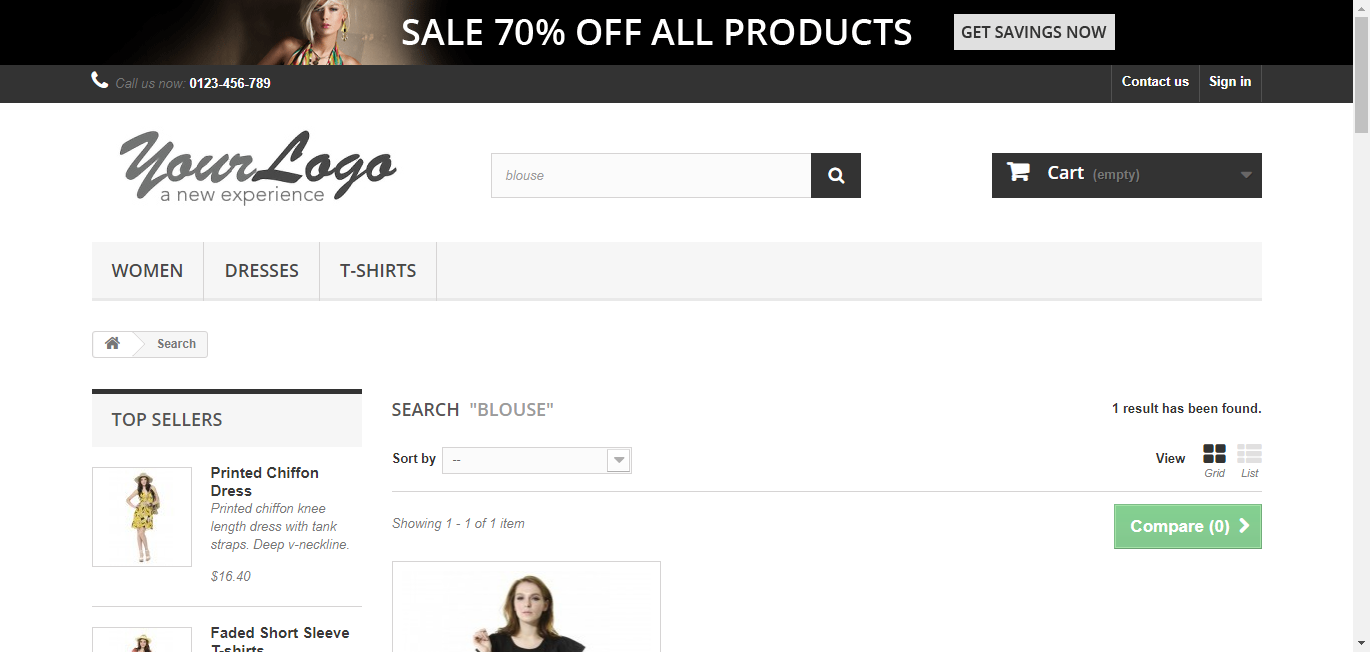 SALE 70% OFF ALL PRODUCTS
GET SAVINGS NOW
Call us now: 0123-456-789
Contact us
Sign in
YourLogo
a new experience
blouse
Cart (empty)
WOMEN
DRESSES
T-SHIRTS
Search
TOP SELLERS
Printed Chiffon
Dress
Printed chiffon knee
length dress with tank
straps. Deep v-neckline.
$16.40
Faded Short Sleeve
T-shirts
SEARCH "BLOUSE"
1 result has been found.
Sort by --
View
Grid
List
Showing 1 - 1 of 1 item
Compare (0)